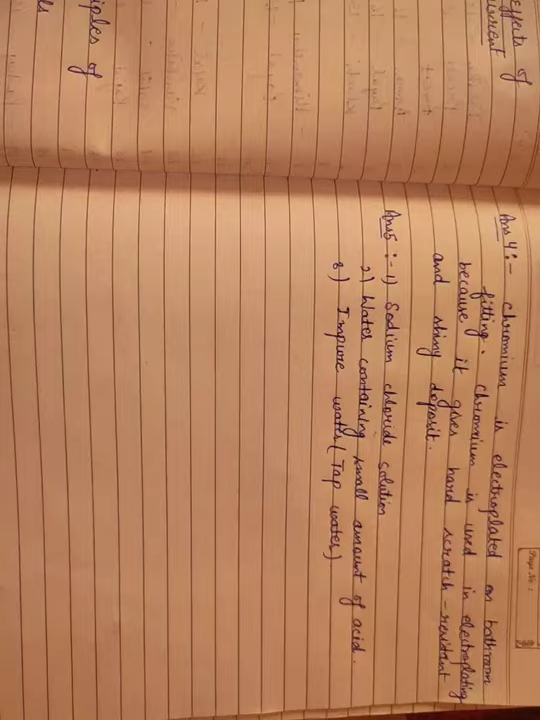 effects of
current
iples of
Page No:
Ans 4:- chromium is electroplated on bathroom
fitting. chromium is used in electroplating
because it gives hard scratch-resistant
and shiny deposit.
Ans 5:- 1) Sodium chloride solution
2) Water containing small amount of acid.
3) Impure water (Tap water)